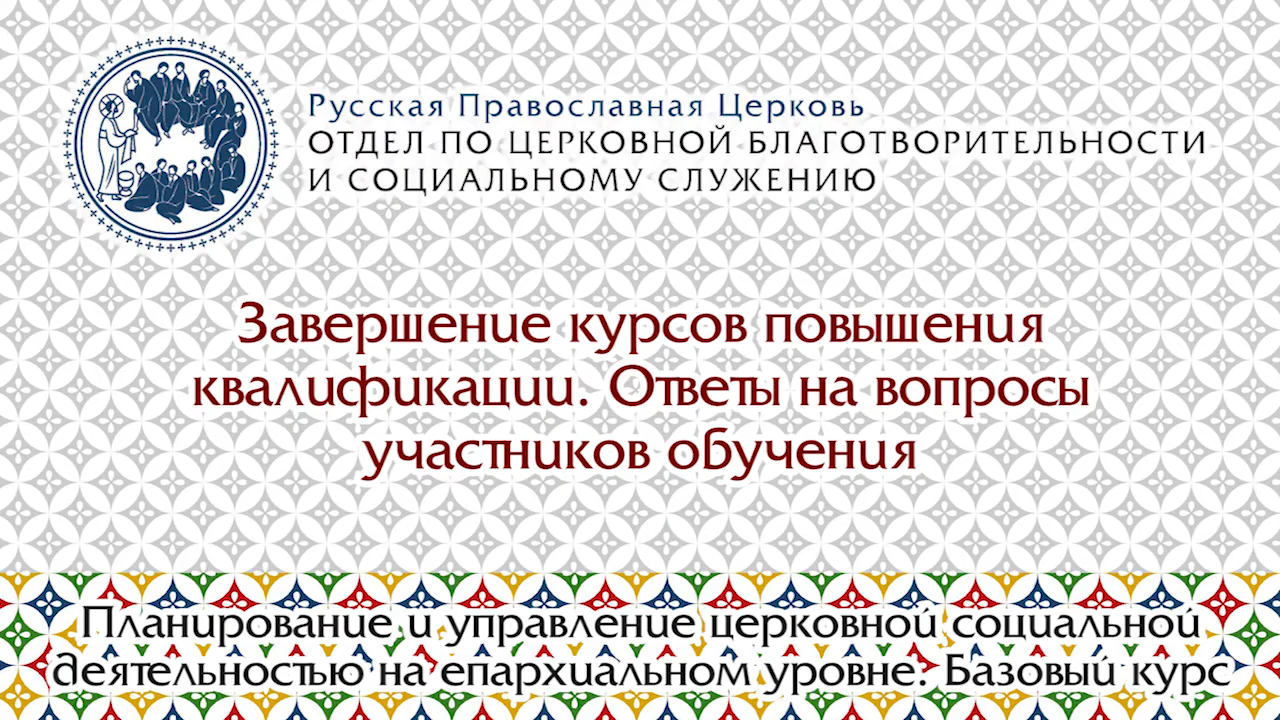 Русская Православная Церковь
ОТДЕЛ ПО ЦЕРКОВНОЙ БЛАГОТВОРИТЕЛЬНОСТИ
И СОЦИАЛЬНОМУ СЛУЖЕНИЮ
Завершение курсов повышения
квалификации. Ответы на вопросы
участников обучения
Планирование и управление церковной социальной
деятельностью на епархиальном уровне. Базовый курс